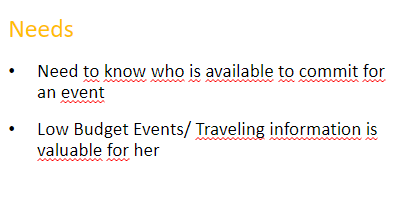 Needs
• Need to know who is available to commit for
an event
• Low Budget Events/ Traveling information is
valuable for her